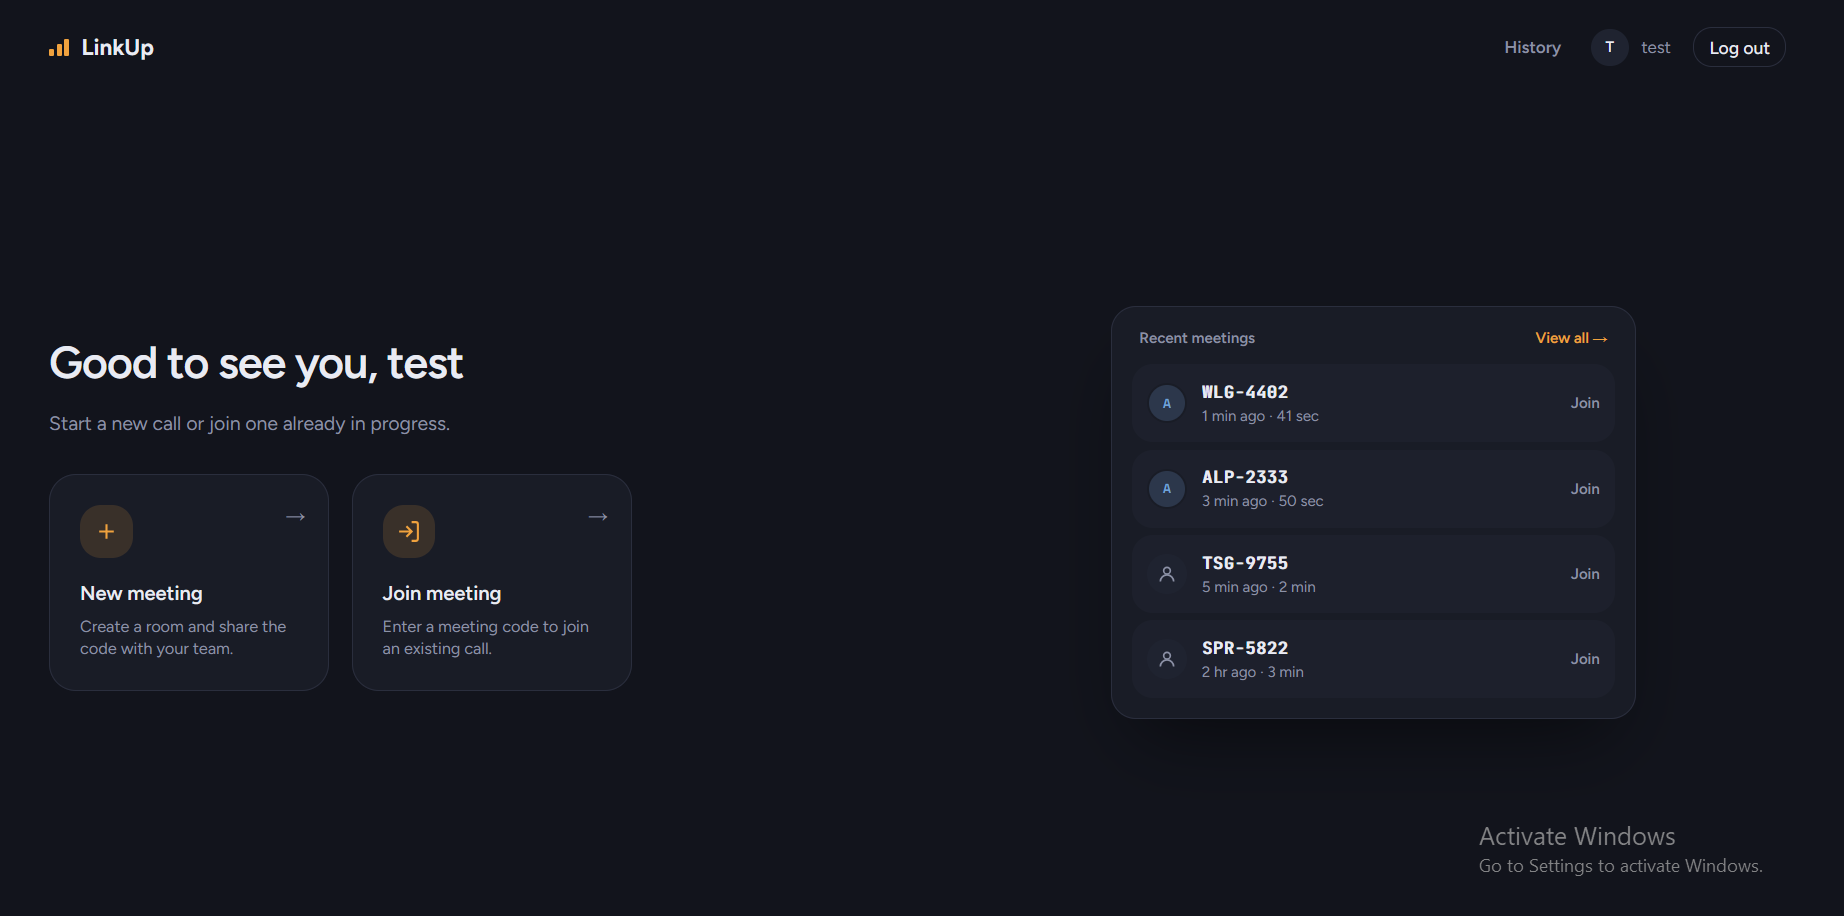 LinkUp
History
T
test
Log out
Good to see you, test
Start a new call or join one already in progress.
→
New meeting
Create a room and share the
code with your team.
→
Join meeting
Enter a meeting code to join
an existing call.
Recent meetings
View all →
A
WLG-4402
1 min ago · 41 sec
Join
A
ALP-2333
3 min ago · 50 sec
Join
TSG-9755
5 min ago · 2 min
Join
SPR-5822
2 hr ago · 3 min
Join
Activate Windows
Go to Settings to activate Windows.